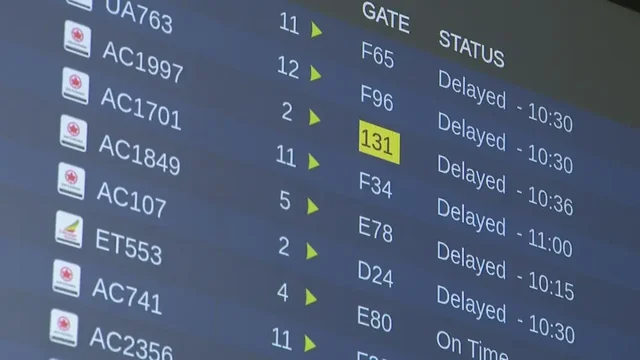 GATE STATUS
11 F65 Delayed - 10:30
UA763 12 F96 Delayed - 10:30
AC1997 2 131 Delayed - 10:36
AC1701 11 F34 Delayed - 11:00
AC1849 5 E78 Delayed - 10:15
AC107 2 D24 Delayed - 10:30
ET553 4 E80 On Time
AC741 11
AC2356